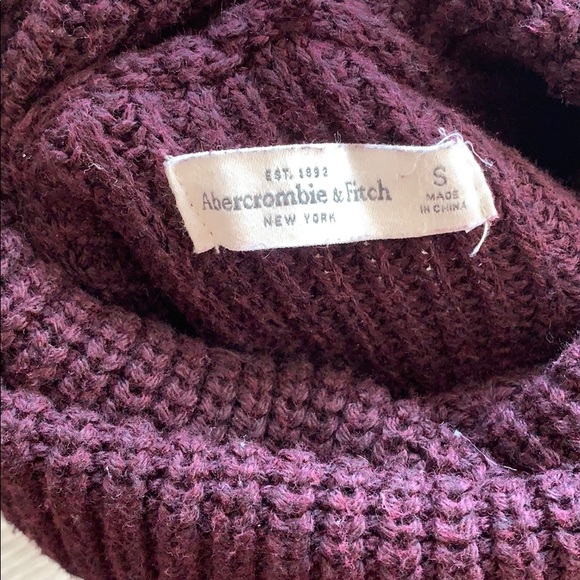 EST. 1892
Abercrombie & Fitch
NEW YORK
S
MADE
IN CHINA